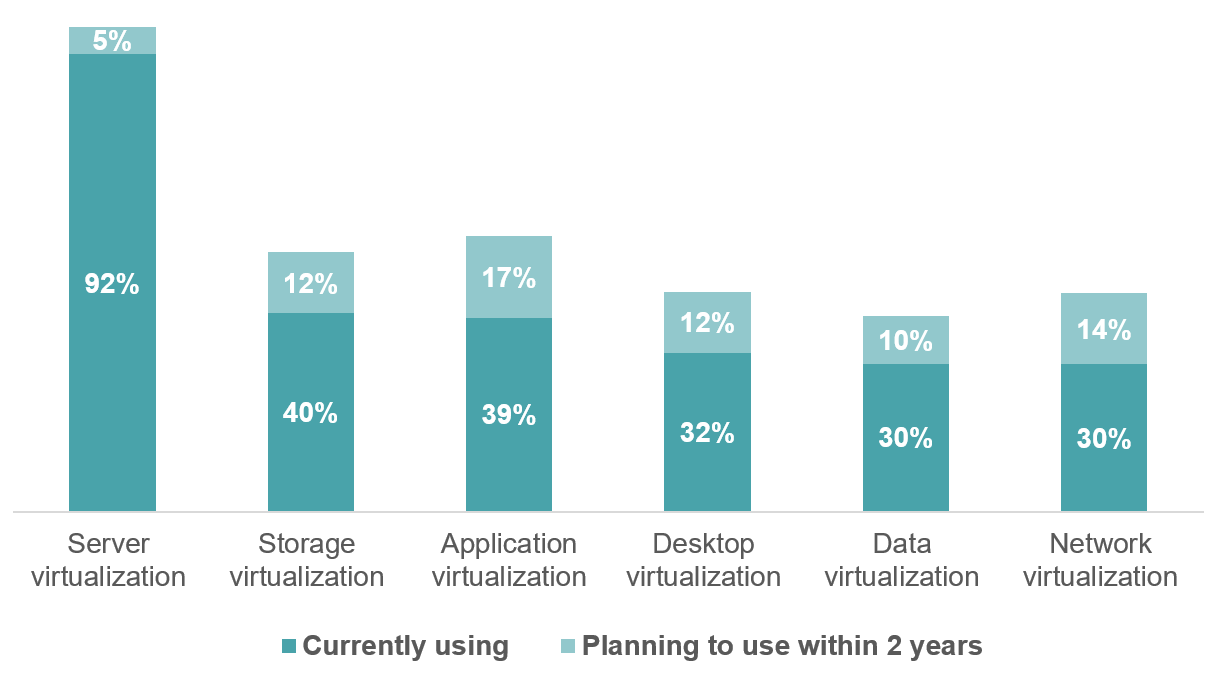 5%
92%
12%
40%
17%
39%
12%
32%
10%
30%
14%
30%
Server
virtualization
Storage
virtualization
Application
virtualization
Desktop
virtualization
Data
virtualization
Network
virtualization
Currently using
Planning to use within 2 years